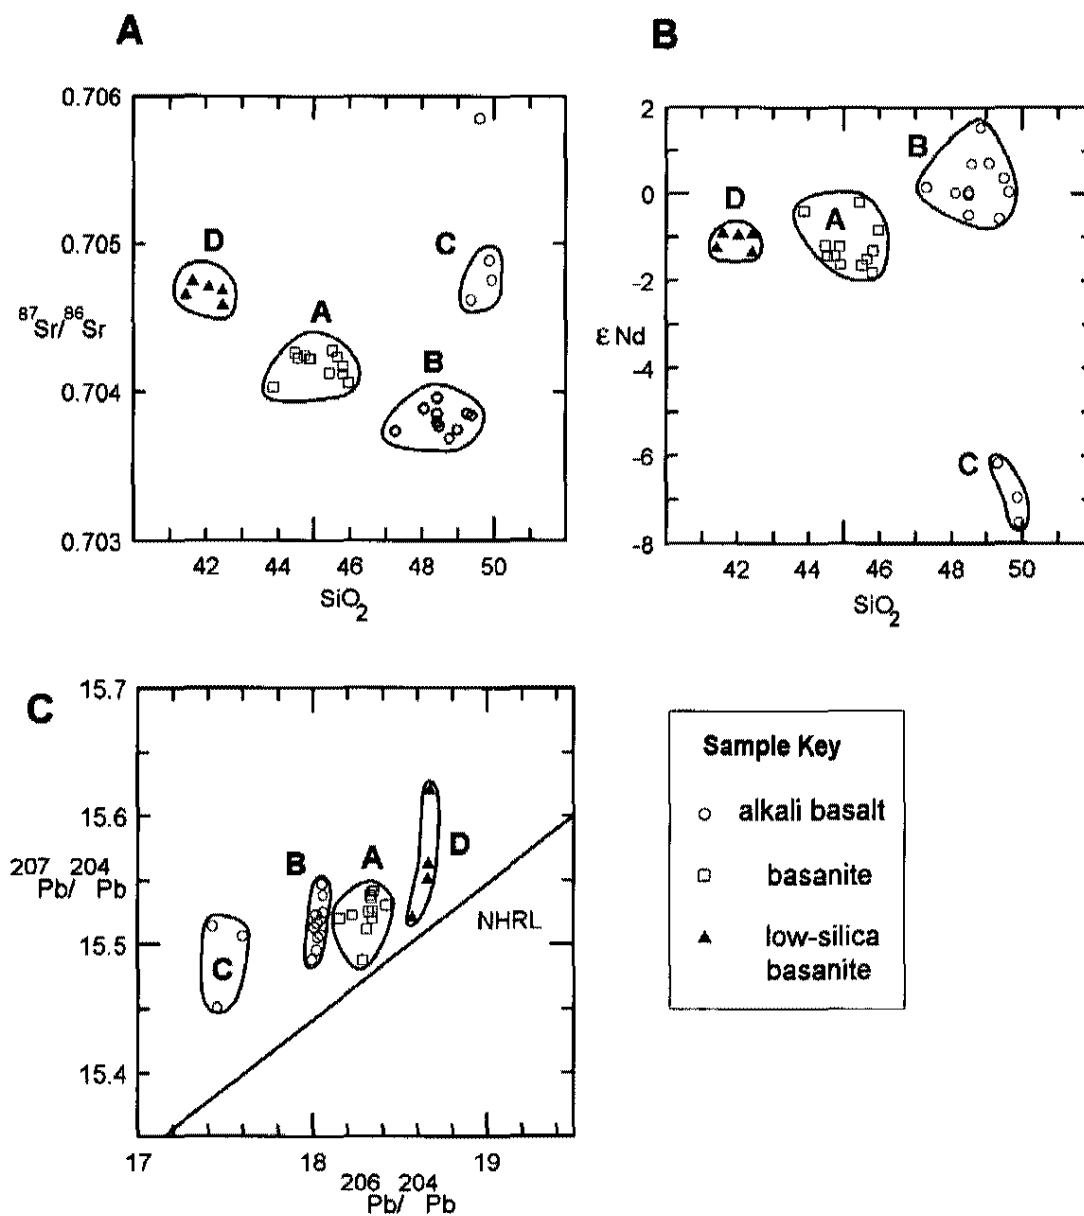 A
0.706
0.705
0.704
0.703
87Sr/86Sr
D
A
B
C
42 44 46 48 50
SiO2
B
2
0
-2
-4
-6
-8
ε Nd
D
A
B
C
42 44 46 48 50
SiO2
C
15.7
15.6
15.5
15.4
207Pb/204Pb
C
B
A
D
NHRL
17 18 19
206Pb/204Pb
Sample Key
alkali basalt
basanite
low-silica
basanite